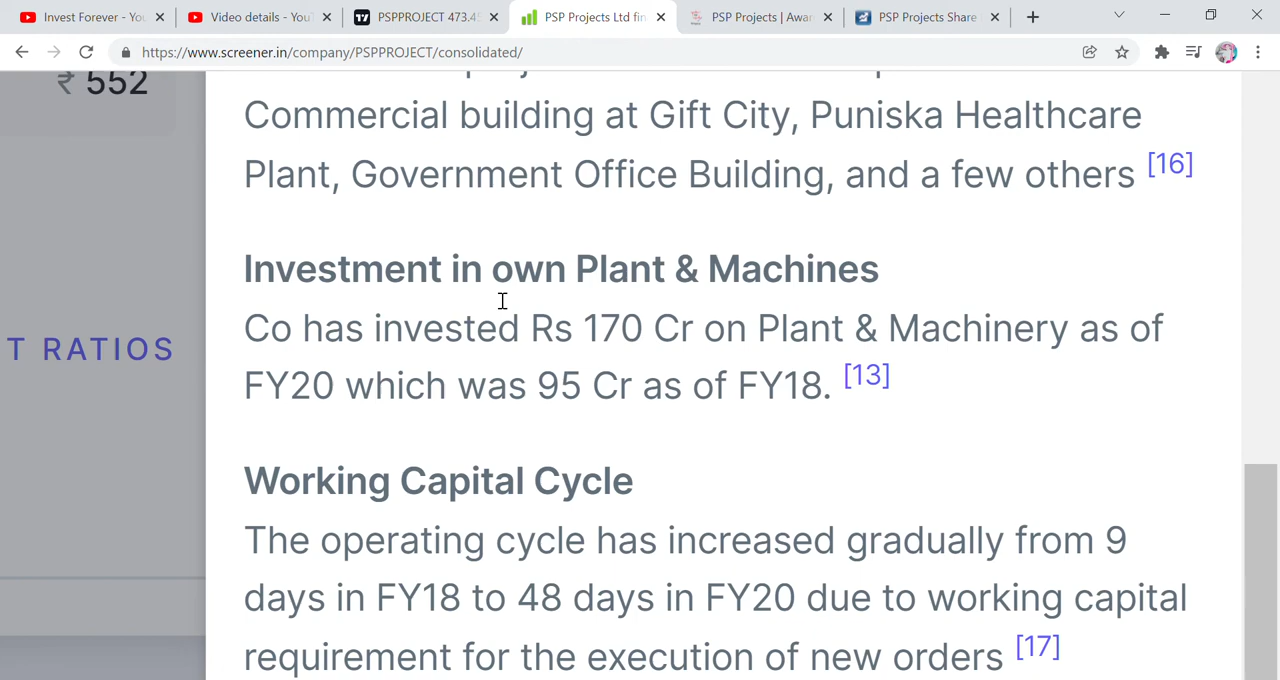 Invest Forever - You
Video details - YouT
PSPPROJECT 473.4
PSP Projects Ltd fin
PSP Projects | Awar
PSP Projects Share
https://www.screener.in/company/PSPPROJECT/consolidated/
₹ 552
Commercial building at Gift City, Puniska Healthcare
Plant, Government Office Building, and a few others [16]
Investment in own Plant & Machines
Co has invested Rs 170 Cr on Plant & Machinery as of
T RATIOS
FY20 which was 95 Cr as of FY18. [13]
Working Capital Cycle
The operating cycle has increased gradually from 9
days in FY18 to 48 days in FY20 due to working capital
requirement for the execution of new orders [17]